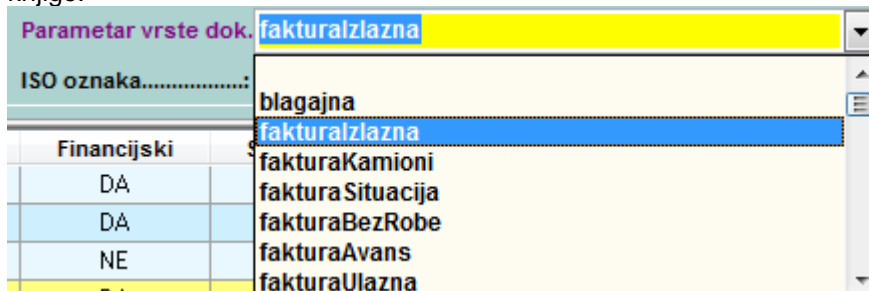 Parametar vrste dok. fakturaIzlazna
ISO oznaka..................:
blagajna
fakturaIzlazna
Financijski
fakturaKamioni
DA
fakturaSituacija
DA
fakturaBezRobe
NE
fakturaAvans
fakturaUlazna